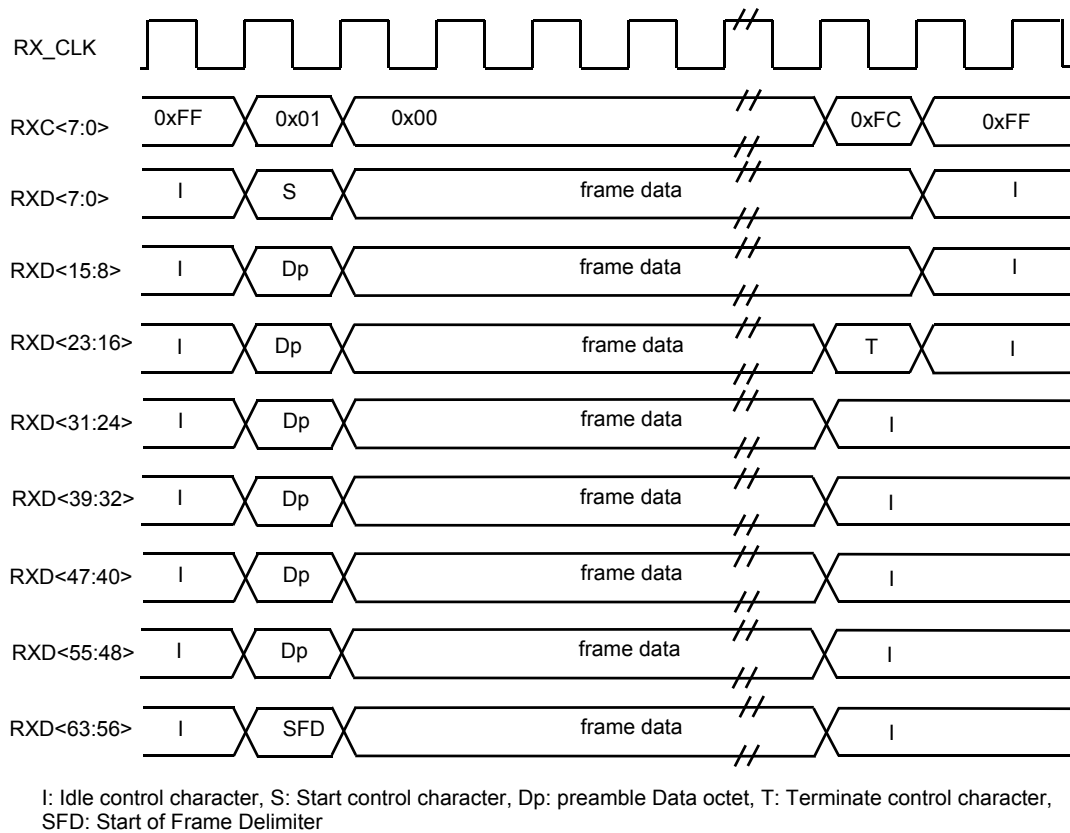 RX_CLK
RXC<7:0> 0xFF 0x01 0x00 0xFC 0xFF
RXD<7:0> I S frame data I
RXD<15:8> I Dp frame data I
RXD<23:16> I Dp frame data T I
RXD<31:24> I Dp frame data I
RXD<39:32> I Dp frame data I
RXD<47:40> I Dp frame data I
RXD<55:48> I Dp frame data I
RXD<63:56> I SFD frame data I
I: Idle control character, S: Start control character, Dp: preamble Data octet, T: Terminate control character,
SFD: Start of Frame Delimiter